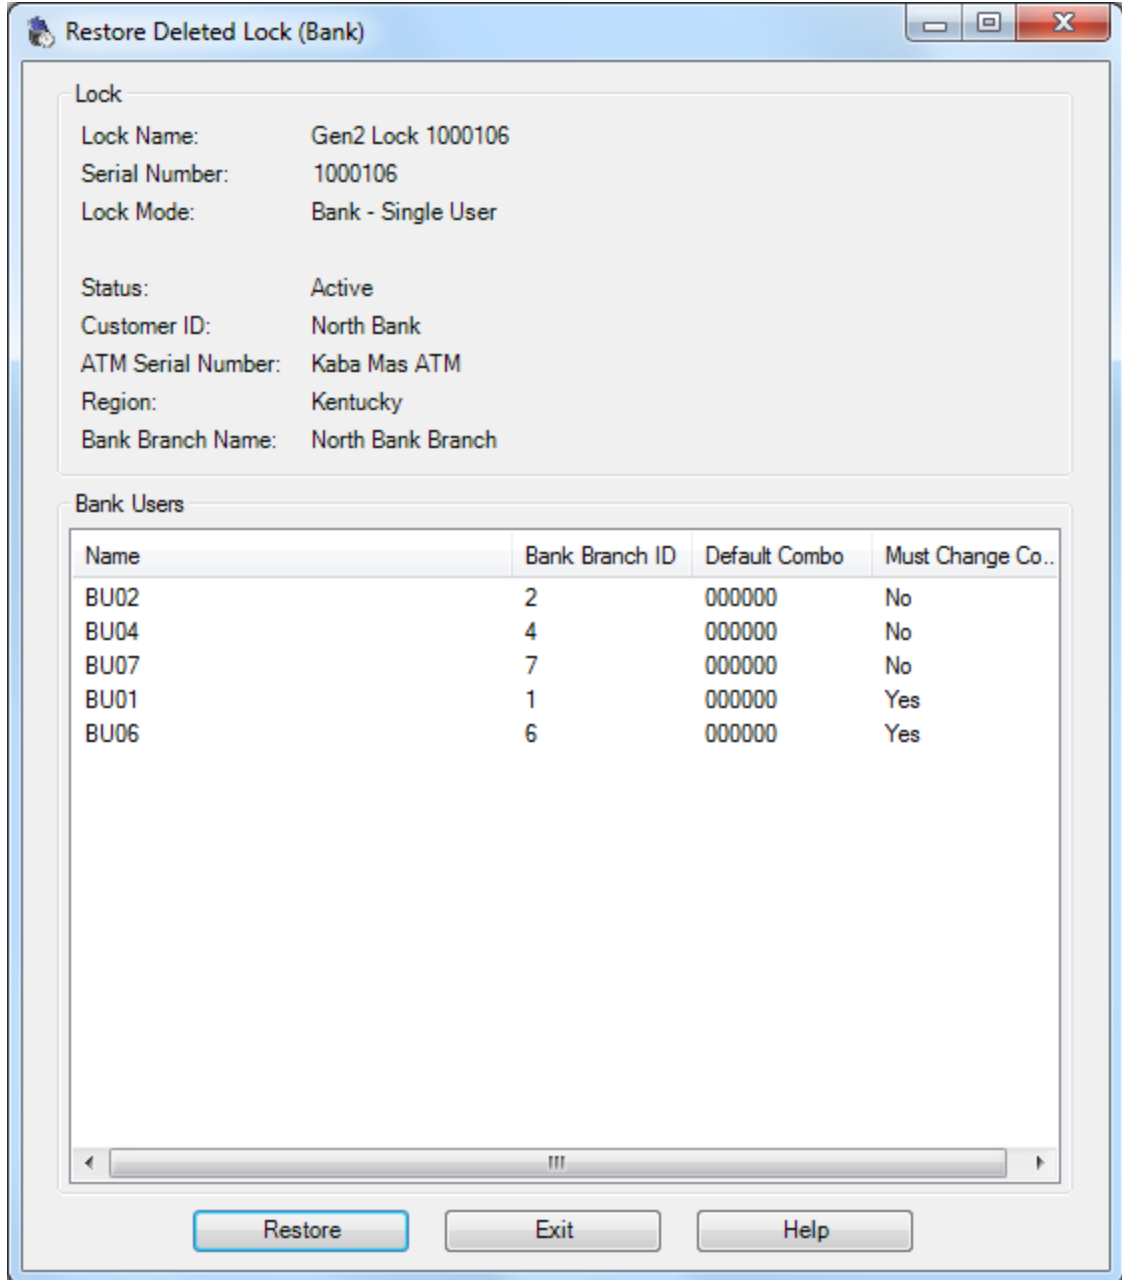 Restore Deleted Lock (Bank)
Lock
Lock Name: Gen2 Lock 1000106
Serial Number: 1000106
Lock Mode: Bank - Single User
Status: Active
Customer ID: North Bank
ATM Serial Number: Kaba Mas ATM
Region: Kentucky
Bank Branch Name: North Bank Branch
Bank Users
Name Bank Branch ID Default Combo Must Change Co...
BU02 2 000000 No
BU04 4 000000 No
BU07 7 000000 No
BU01 1 000000 Yes
BU06 6 000000 Yes
Restore Exit Help